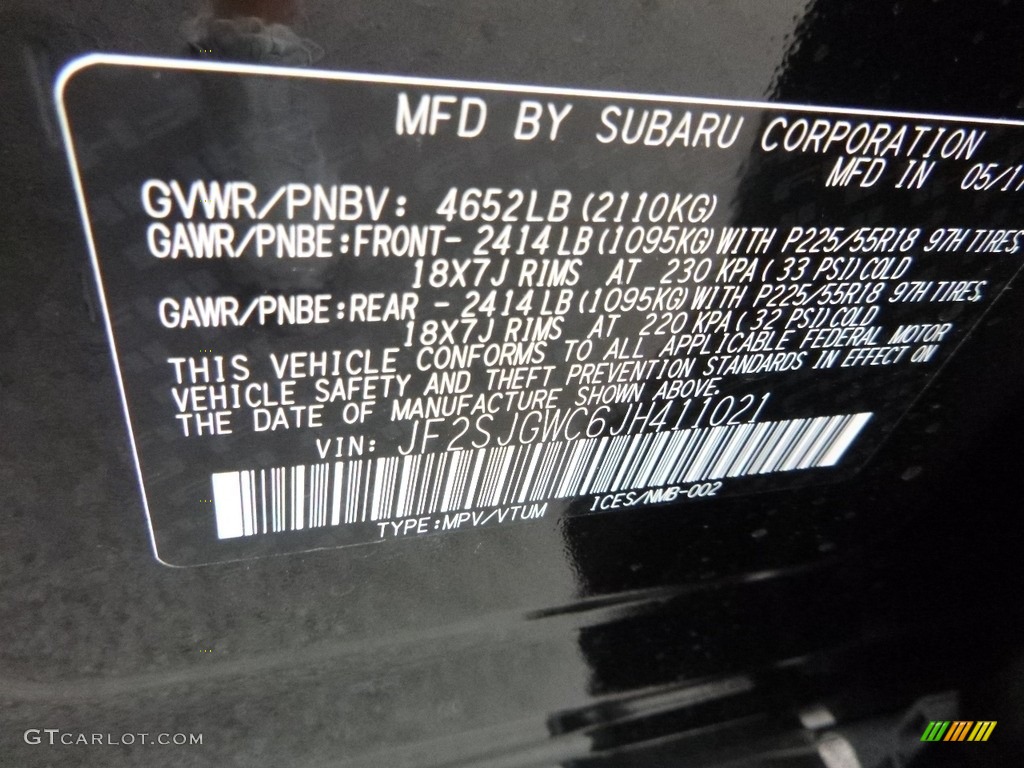 MFD BY SUBARU CORPORATION
MFD IN 05/17
GVWR/PNBV: 4652LB (2110KG)
GAWR/PNBE:FRONT- 2414 LB (1095KG) WITH P225/55R18 97H TIRES,
18X7J RIMS AT 230 KPA ( 33 PSI) COLD
GAWR/PNBE:REAR - 2414 LB (1095KG) WITH P225/55R18 97H TIRES,
18X7J RIMS AT 220 KPA ( 32 PSI) COLD
THIS VEHICLE CONFORMS TO ALL APPLICABLE FEDERAL MOTOR
VEHICLE SAFETY AND THEFT PREVENTION STANDARDS IN EFFECT ON
THE DATE OF MANUFACTURE SHOWN ABOVE.
VIN: JF2SJGWC6JH411021
TYPE:MPV/VTUM ICES/NMB-002
GTCARLOT.COM